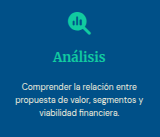 Análisis
Comprender la relación entre
propuesta de valor, segmentos y
viabilidad financiera.